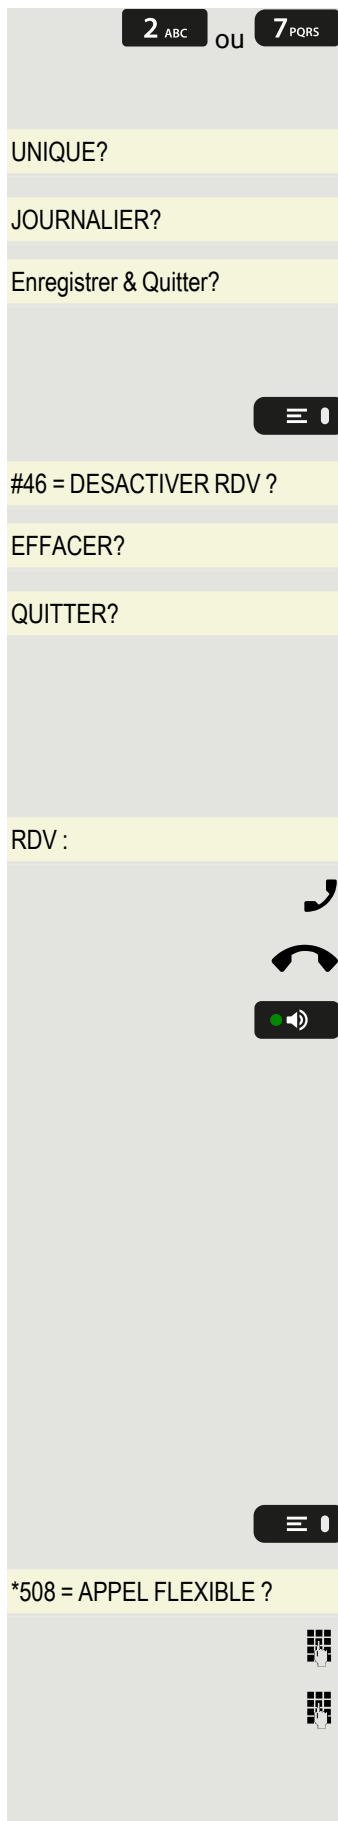 2 ABC ou 7 PQRS
UNIQUE?
JOURNALIER?
Enregistrer & Quitter?
#46 = DESACTIVER RDV ?
EFFACER?
QUITTER?
RDV :
*508 = APPEL FLEXIBLE ?